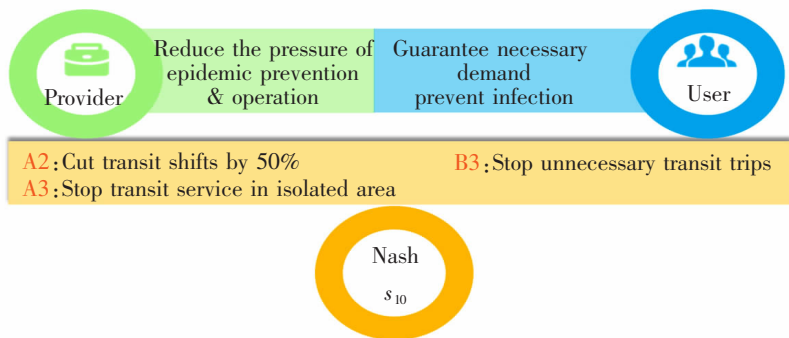 Provider
Reduce the pressure of
epidemic prevention
& operation
Guarantee necessary
demand
prevent infection
User
A2:Cut transit shifts by 50%
A3:Stop transit service in isolated area
B3:Stop unnecessary transit trips
Nash
s10